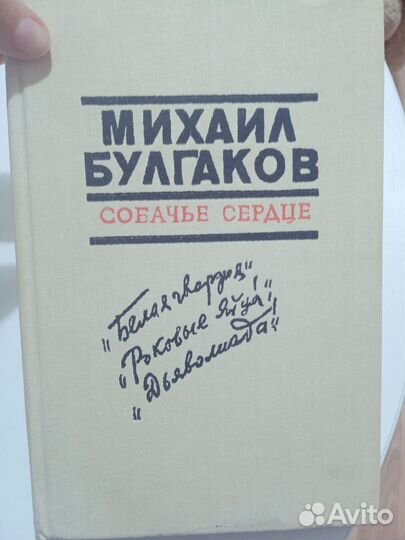 МИХАИЛ
БУЛГАКОВ
СОБАЧЬЕ СЕРДЦЕ
"Белая гвардия"
"Роковые яйца"
"Дьяволиада"
Avito